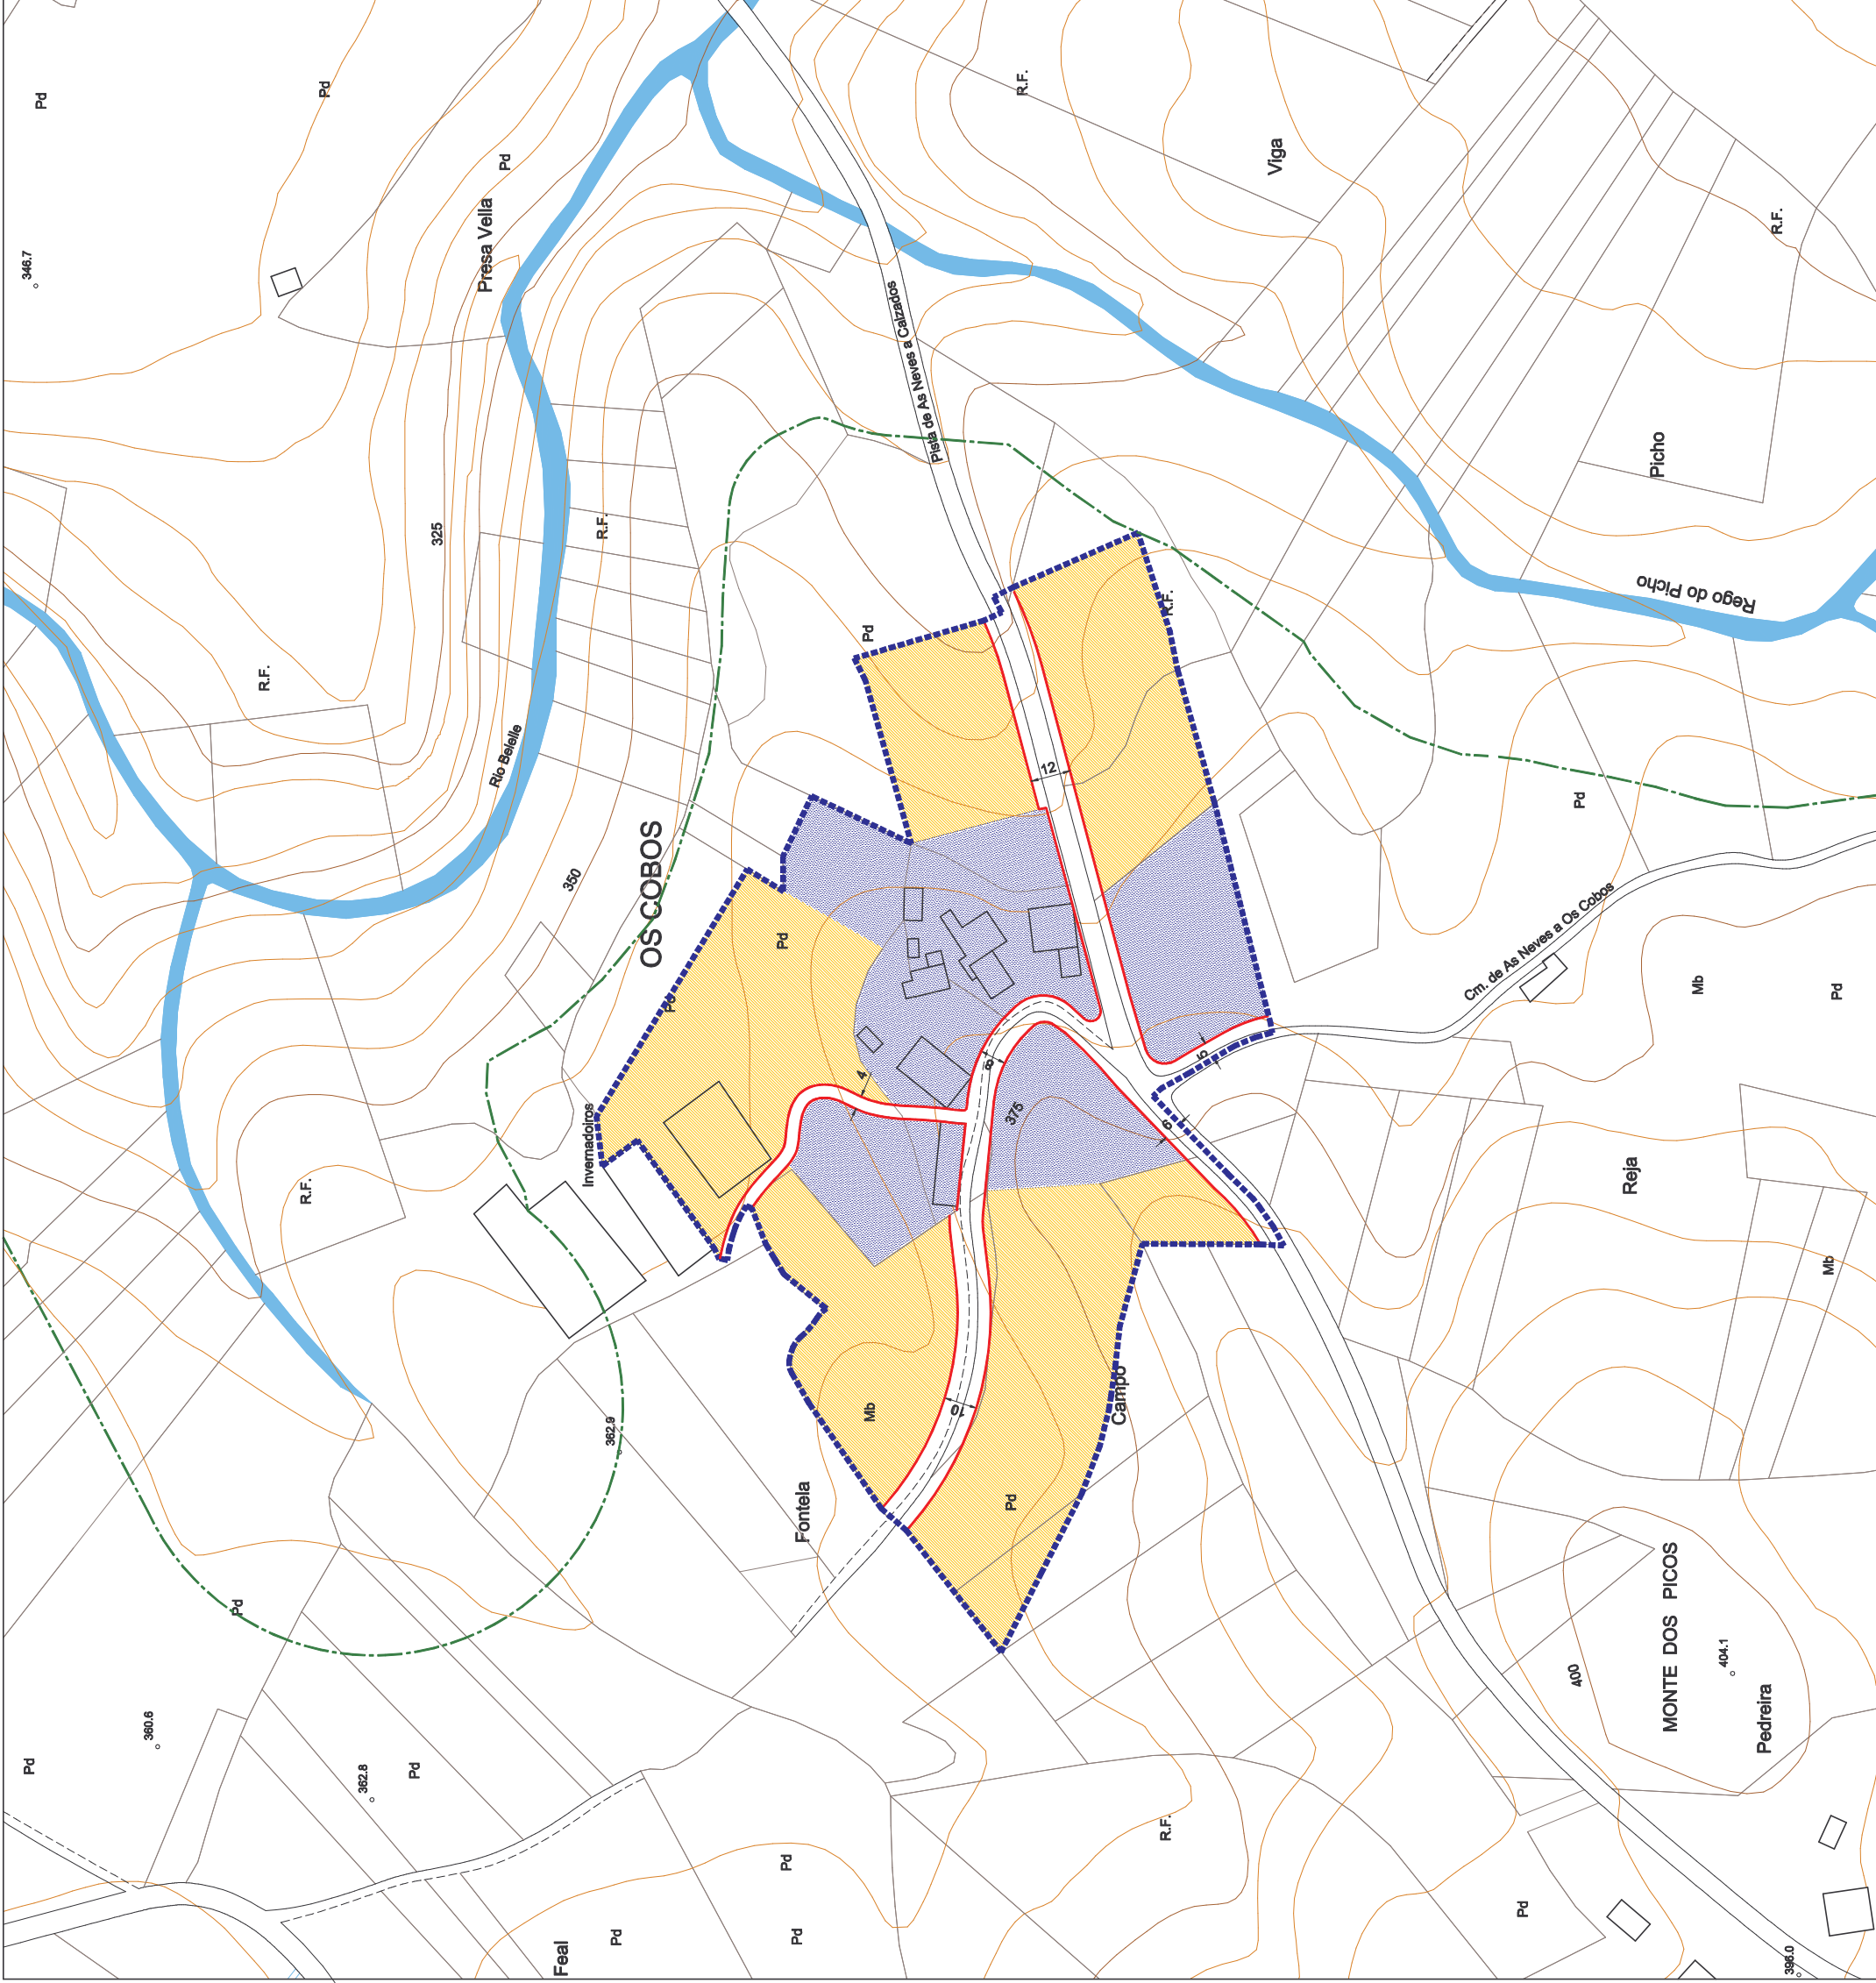 Pd
Pd
346.7
Pd
Presa Vella
R.F.
Viga
R.F.
Pista de As Neves a Calzados
Picho
325
R.F.
R.F.
Pd
R.F.
Rego do Picho
Rio Belelle
12
Pd
350
OS COBOS
Pd
Cm. de As Neves a Os Cobos
Mb
Pd
Pd
5
8
4
375
6
Invernadoiros
R.F.
Reja
Mb
Campo
Mb
362.9
10
Fontela
Pd
Pd
MONTE DOS PICOS
404.1
Mb
400
Pedreira
360.6
Pd
362.8
Pd
R.F.
Pd
Pd
Pd
Pd
Feal
396.0